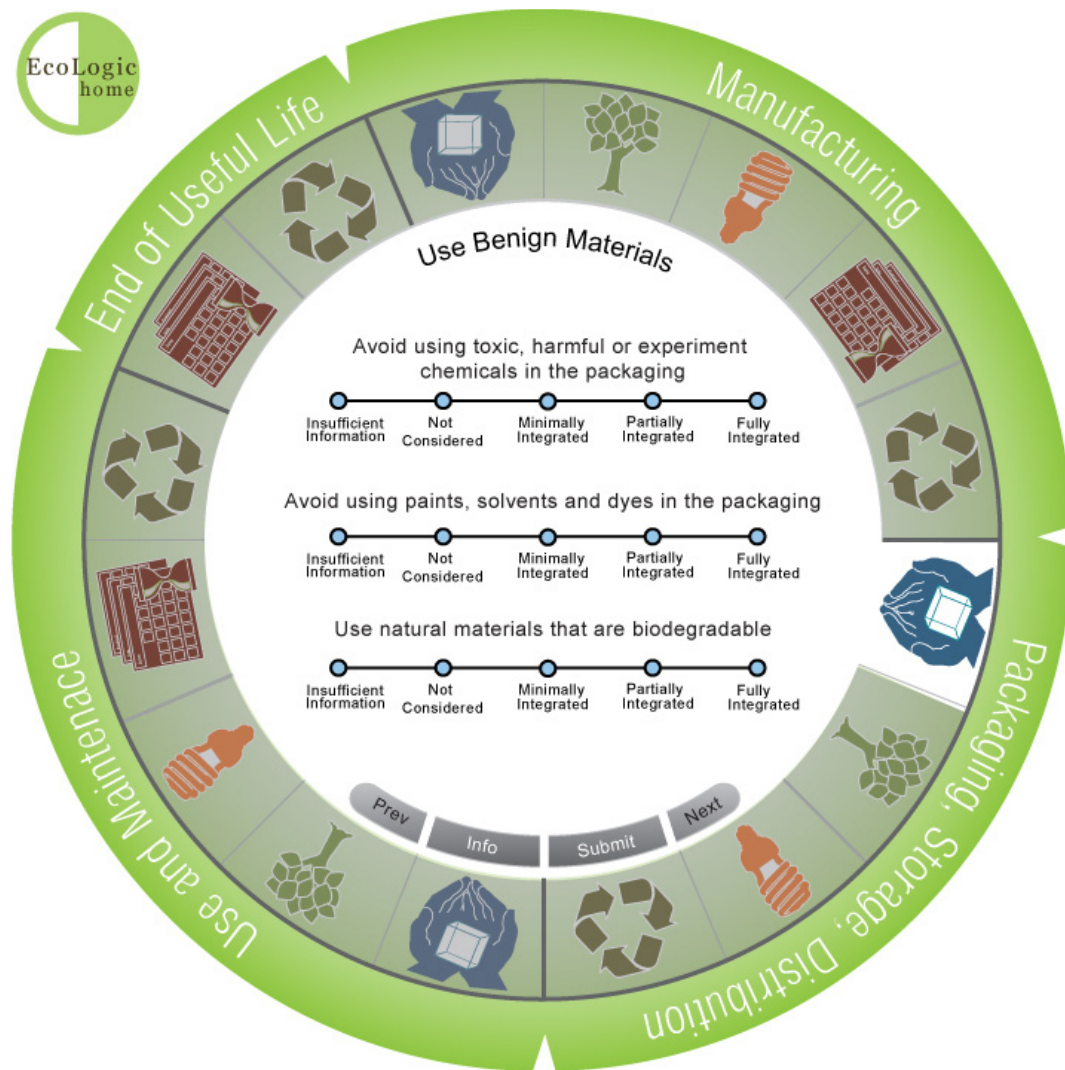 EcoLogic
home
Manufacturing
Packaging, Storage, Distribution
Use and Maintenace
End of Useful Life
Use Benign Materials
Avoid using toxic, harmful or experiment
chemicals in the packaging
Insufficient Information
Not Considered
Minimally Integrated
Partially Integrated
Fully Integrated
Avoid using paints, solvents and dyes in the packaging
Insufficient Information
Not Considered
Minimally Integrated
Partially Integrated
Fully Integrated
Use natural materials that are biodegradable
Insufficient Information
Not Considered
Minimally Integrated
Partially Integrated
Fully Integrated
Prev
Info
Submit
Next